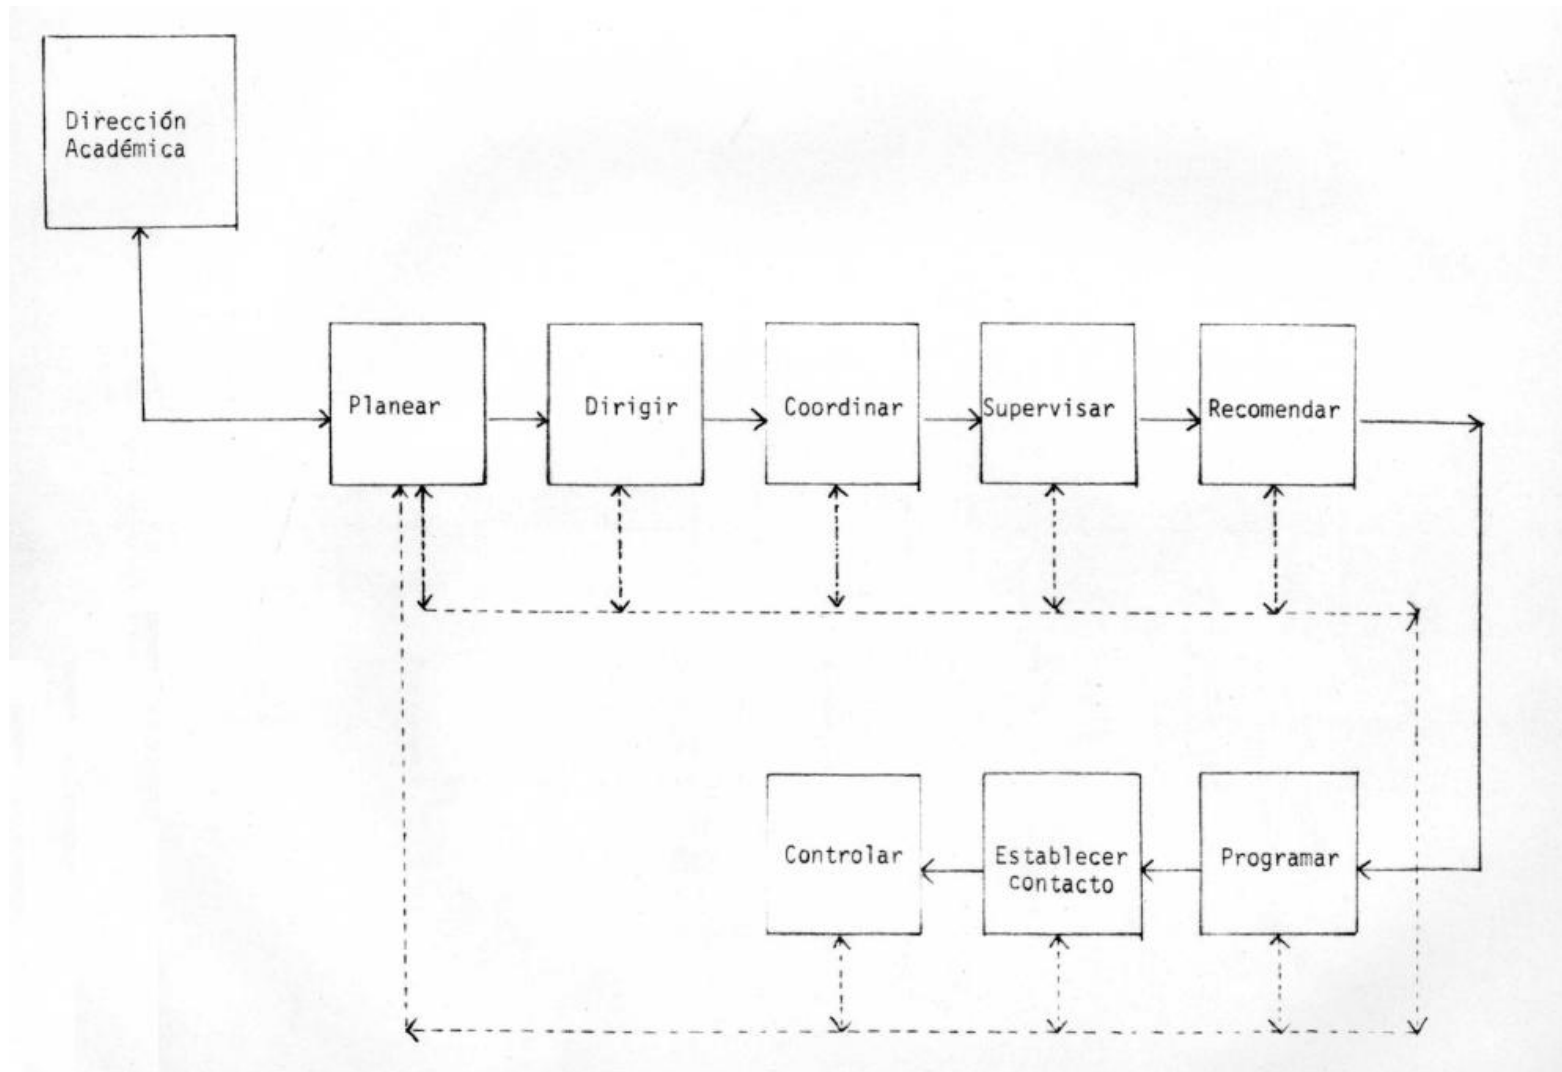 Dirección
Académica
Planear
Dirigir
Coordinar
Supervisar
Recomendar
Controlar
Establecer
contacto
Programar